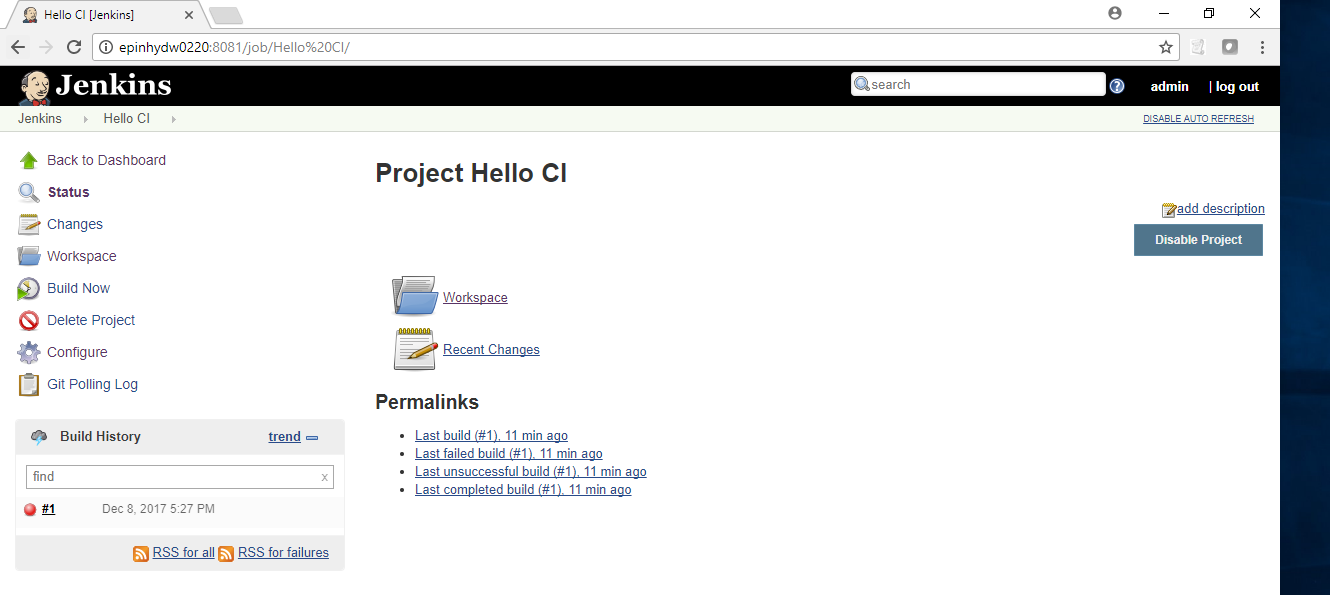 Hello CI [Jenkins]
epinhydw0220:8081/job/Hello%20CI/
Jenkins
search
admin
| log out
Jenkins
Hello CI
DISABLE AUTO REFRESH
Back to Dashboard
Status
Changes
Workspace
Build Now
Delete Project
Configure
Git Polling Log
Build History
trend
find
x
#1
Dec 8, 2017 5:27 PM
RSS for all
RSS for failures
Project Hello CI
add description
Disable Project
Workspace
Recent Changes
Permalinks
Last build (#1), 11 min ago
Last failed build (#1), 11 min ago
Last unsuccessful build (#1), 11 min ago
Last completed build (#1), 11 min ago